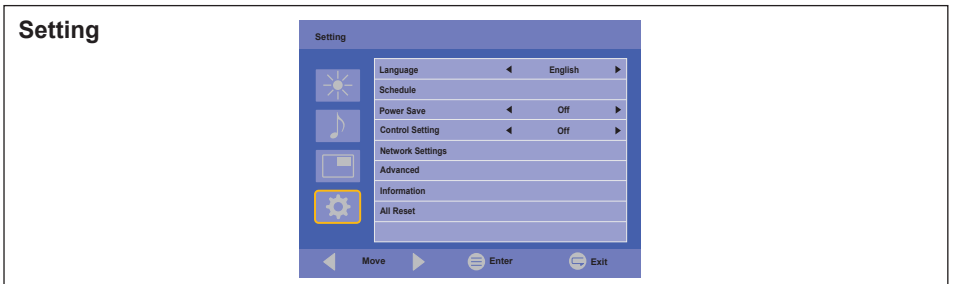 Setting
Setting
Language English
Schedule
Power Save Off
Control Setting Off
Network Settings
Advanced
Information
All Reset
Move Enter Exit